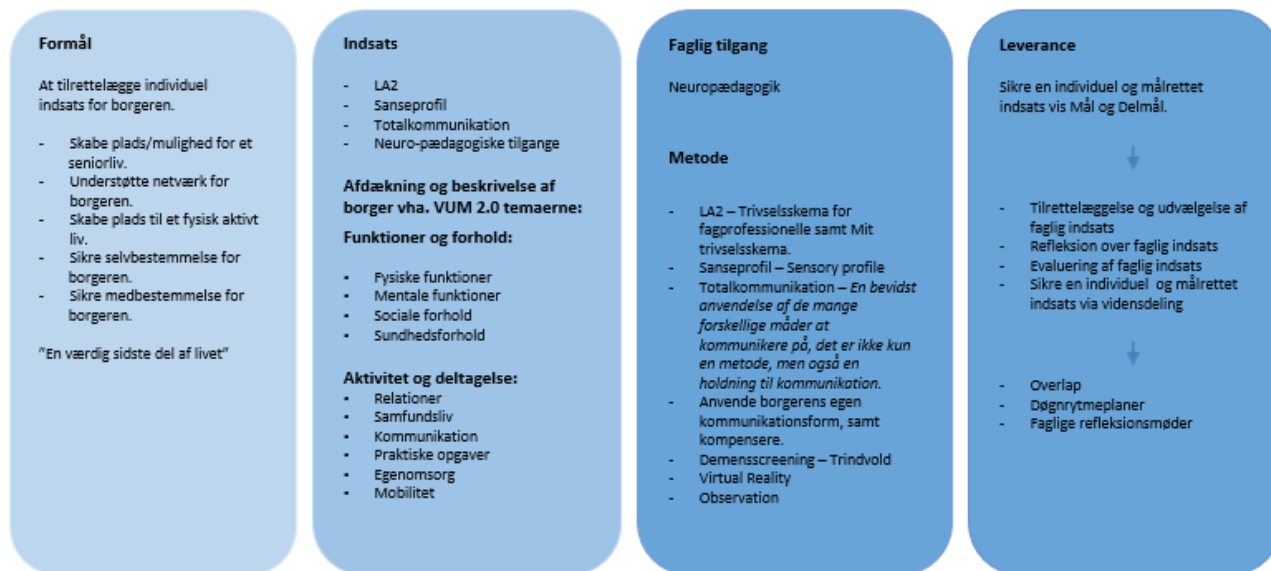 Formål
At tilrettelægge individuel
indsats for borgeren.
- Skabe plads/mulighed for et
seniorliv.
- Understøtte netværk for
borgeren.
- Skabe plads til et fysisk aktivt
liv.
- Sikre selvbestemmelse for
borgeren.
- Sikre medbestemmelse for
borgeren.
"En værdig sidste del af livet"
Indsats
- LA2
- Sanseprofil
- Totalkommunikation
- Neuro-pædagogiske tilgange
Afdækning og beskrivelse af
borger vha. VUM 2.0 temaerne:
Funktioner og forhold:
▪ Fysiske funktioner
▪ Mentale funktioner
▪ Sociale forhold
▪ Sundhedsforhold
Aktivitet og deltagelse:
▪ Relationer
▪ Samfundsliv
▪ Kommunikation
▪ Praktiske opgaver
▪ Egenomsorg
▪ Mobilitet
Faglig tilgang
Neuropædagogik
Metode
- LA2 – Trivselsskema for
fagprofessionelle samt Mit
trivselsskema.
- Sanseprofil – Sensory profile
- Totalkommunikation – En bevidst
anvendelse af de mange
forskellige måder at
kommunikere på, det er ikke kun
en metode, men også en
holdning til kommunikation.
- Anvende borgerens egen
kommunikationsform, samt
kompensere.
- Demensscreening – Trindvold
- Virtual Reality
- Observation
Leverance
Sikre en individuel og målrettet
indsats vis Mål og Delmål.
- Tilrettelæggelse og udvælgelse af
faglig indsats
- Refleksion over faglig indsats
- Evaluering af faglig indsats
- Sikre en individuel og målrettet
indsats via vidensdeling
- Overlap
- Døgnrytmeplaner
- Faglige refleksionsmøder